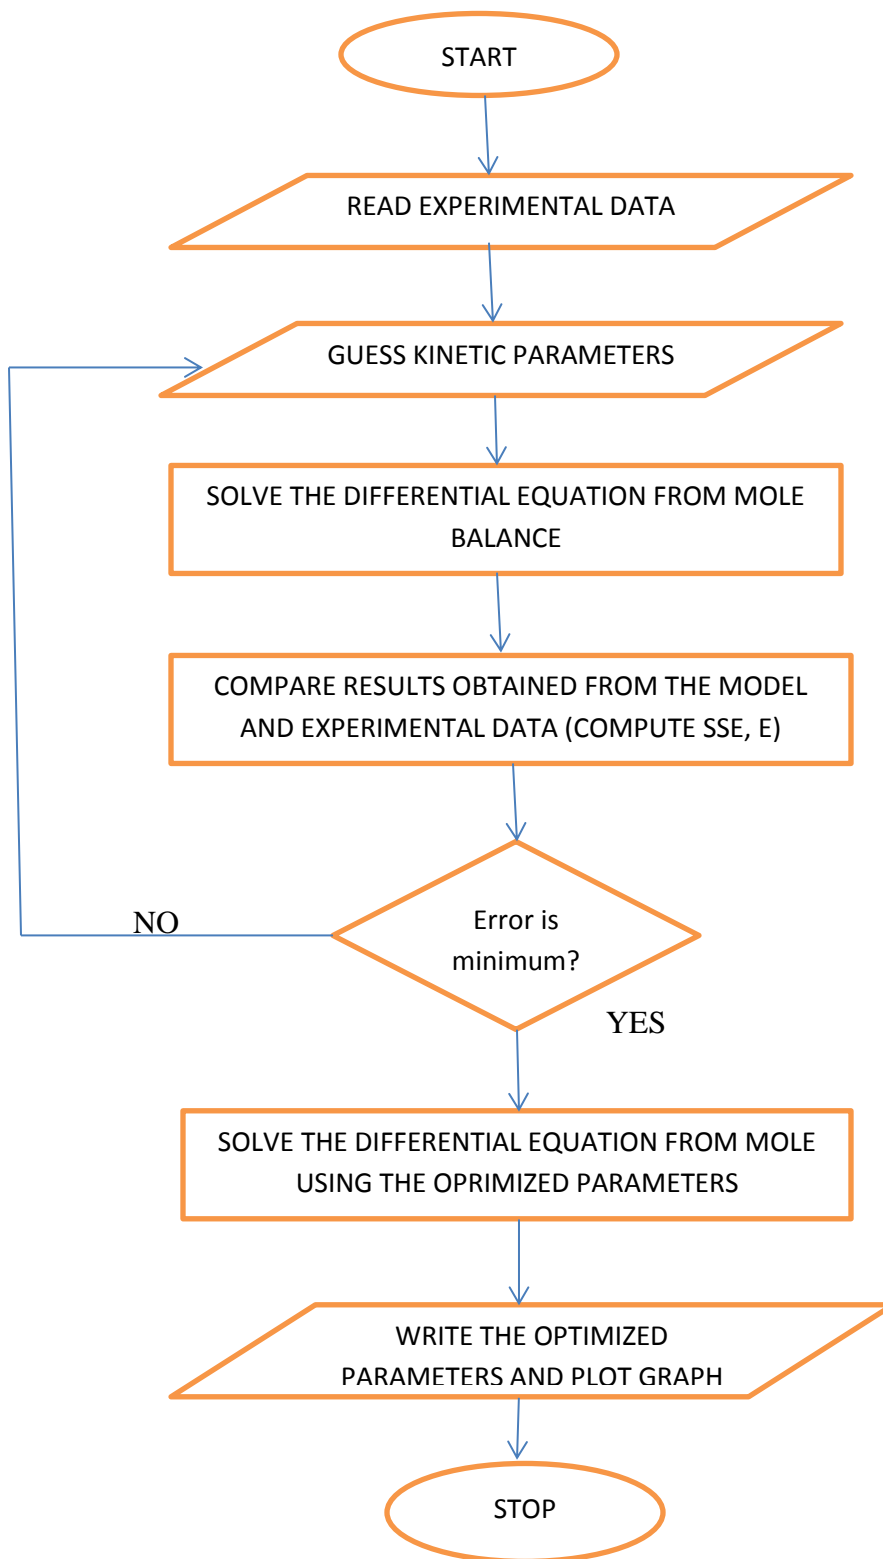 START
READ EXPERIMENTAL DATA
GUESS KINETIC PARAMETERS
SOLVE THE DIFFERENTIAL EQUATION FROM MOLE
BALANCE
COMPARE RESULTS OBTAINED FROM THE MODEL
AND EXPERIMENTAL DATA (COMPUTE SSE, E)
NO
Error is
minimum?
YES
SOLVE THE DIFFERENTIAL EQUATION FROM MOLE
USING THE OPRIMIZED PARAMETERS
WRITE THE OPTIMIZED
PARAMETERS AND PLOT GRAPH
STOP